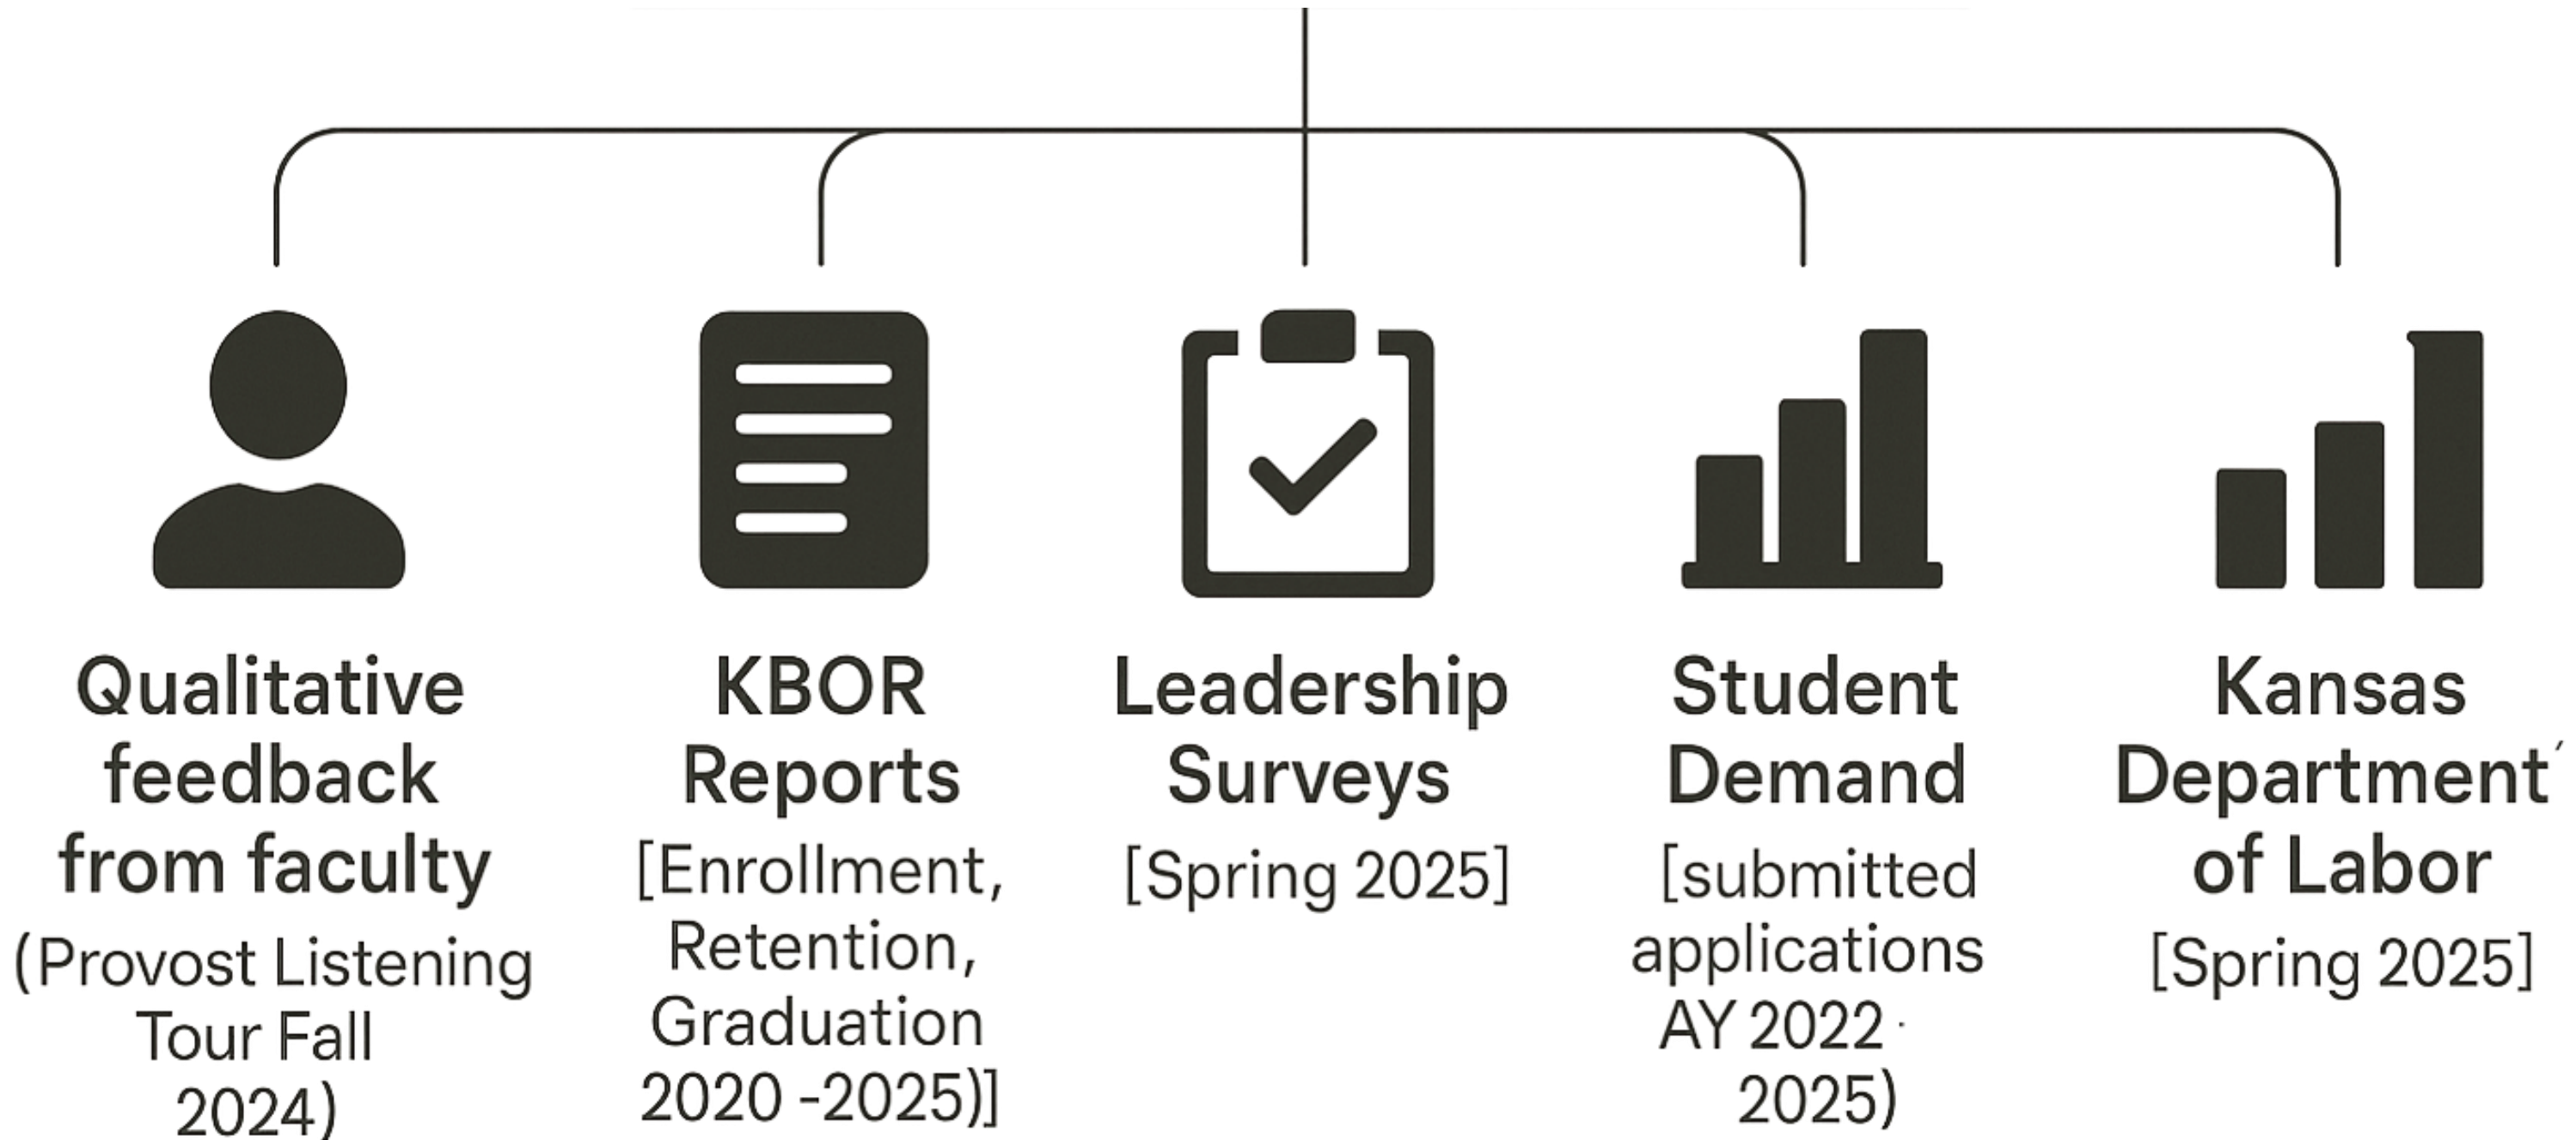 Qualitative
feedback
from faculty
(Provost Listening
Tour Fall
2024)
KBOR
Reports
[Enrollment,
Retention,
Graduation
2020 -2025)]
Leadership
Surveys
[Spring 2025]
Student
Demand
[submitted
applications
AY 2022 ·
2025)
Kansas
Department´
of Labor
[Spring 2025]